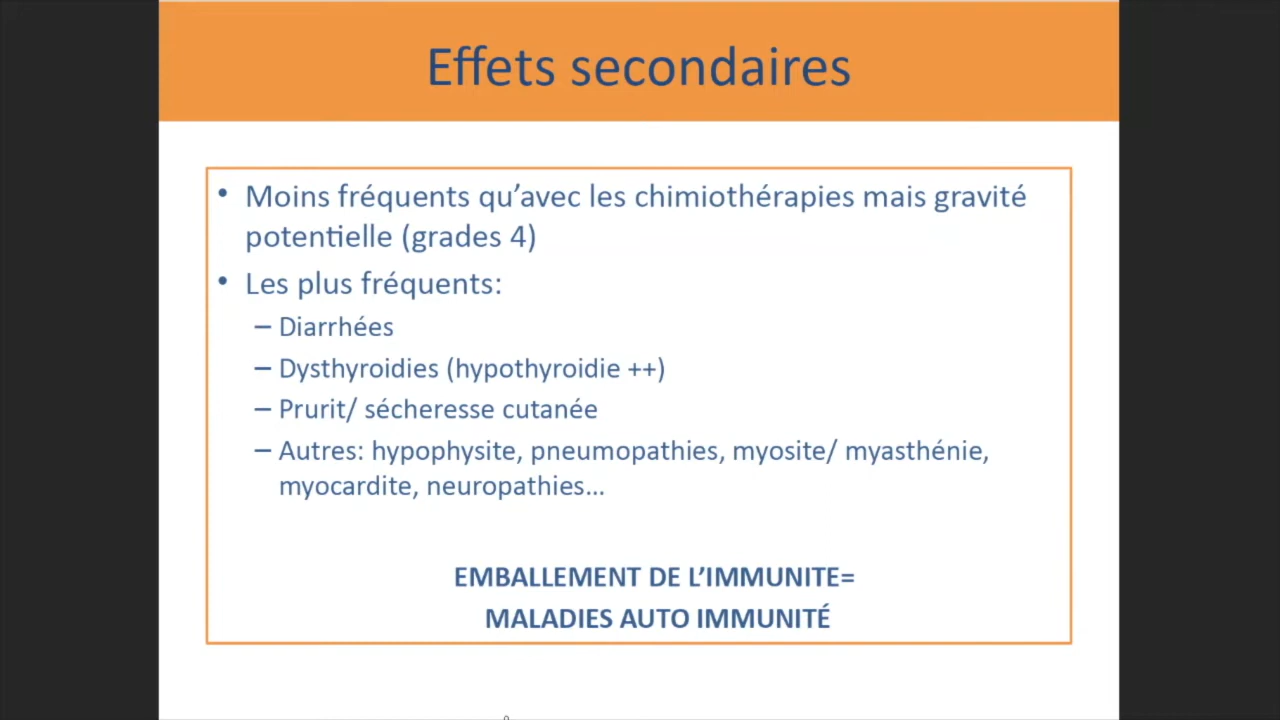 Effets secondaires
• Moins fréquents qu’avec les chimiothérapies mais gravité
potentielle (grades 4)
• Les plus fréquents:
– Diarrhées
– Dysthyroidies (hypothyroidie ++)
– Prurit/ sécheresse cutanée
– Autres: hypophysite, pneumopathies, myosite/ myasthénie,
myocardite, neuropathies…
EMBALLEMENT DE L’IMMUNITE=
MALADIES AUTO IMMUNITÉ